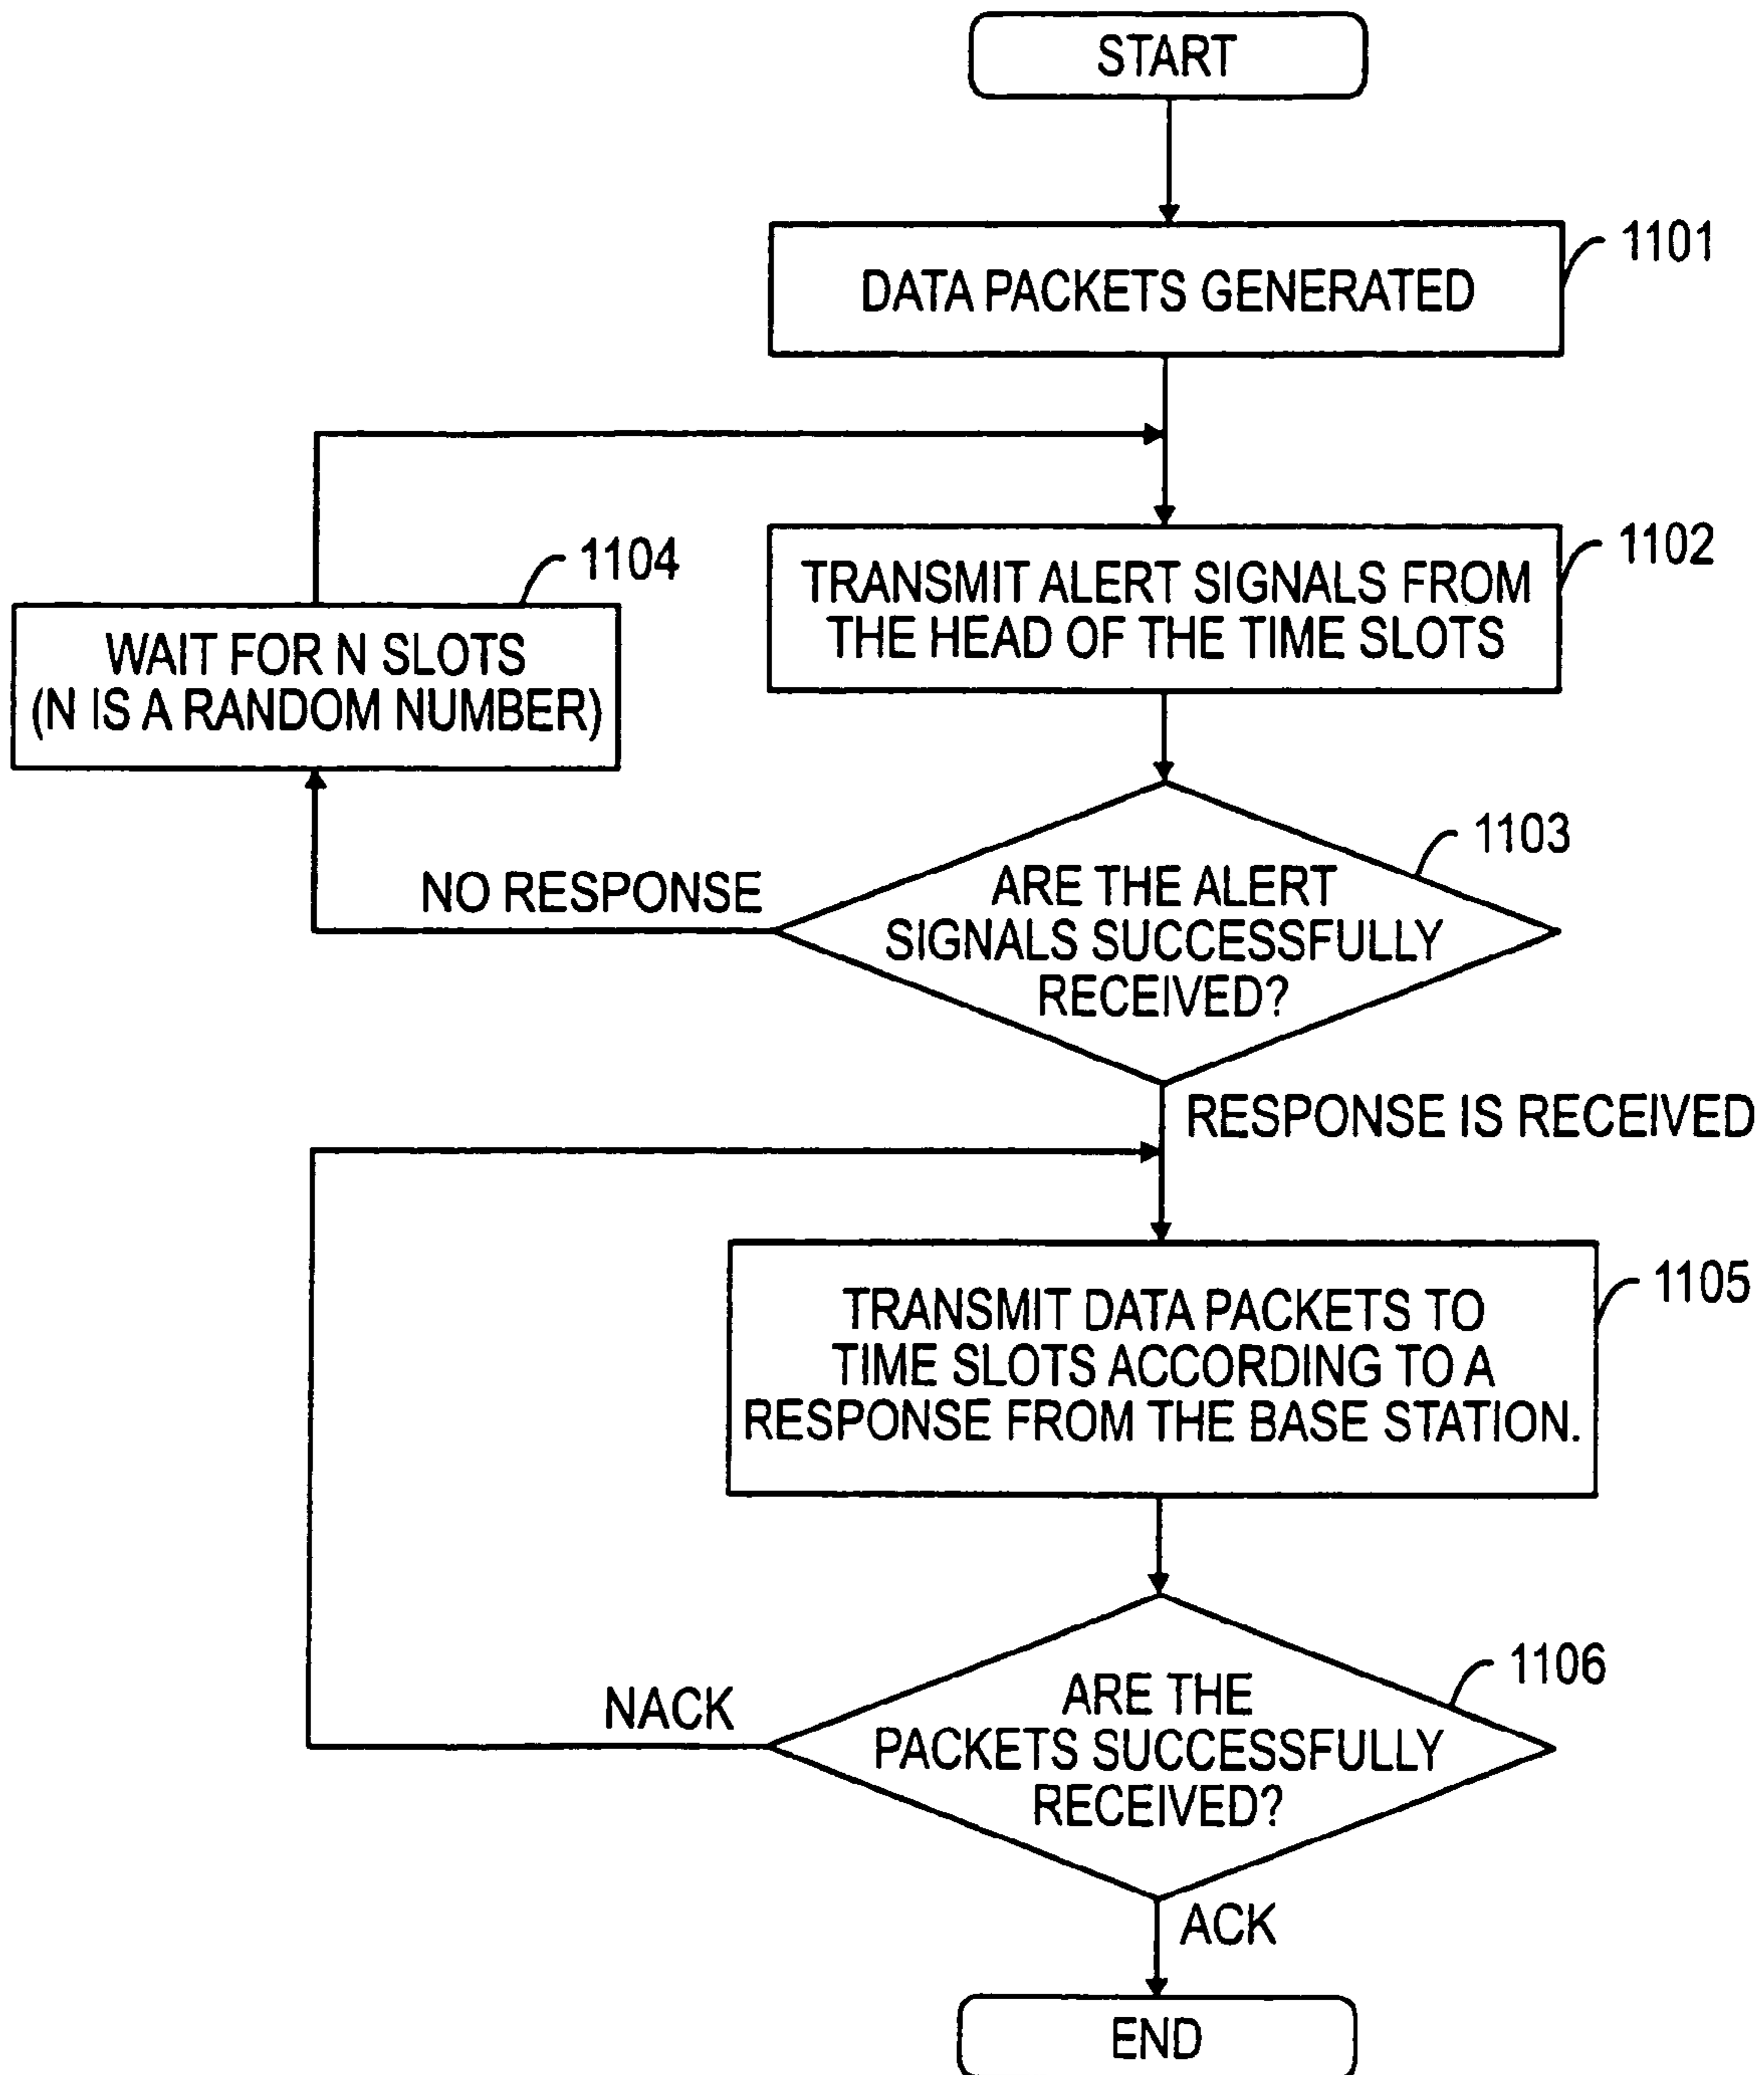 START
1101
DATA PACKETS GENERATED
1102
TRANSMIT ALERT SIGNALS FROM
THE HEAD OF THE TIME SLOTS
1104
WAIT FOR N SLOTS
(N IS A RANDOM NUMBER)
1103
ARE THE ALERT
SIGNALS SUCCESSFULLY
RECEIVED?
NO RESPONSE
RESPONSE IS RECEIVED
1105
TRANSMIT DATA PACKETS TO
TIME SLOTS ACCORDING TO A
RESPONSE FROM THE BASE STATION.
1106
ARE THE
PACKETS SUCCESSFULLY
RECEIVED?
NACK
ACK
END